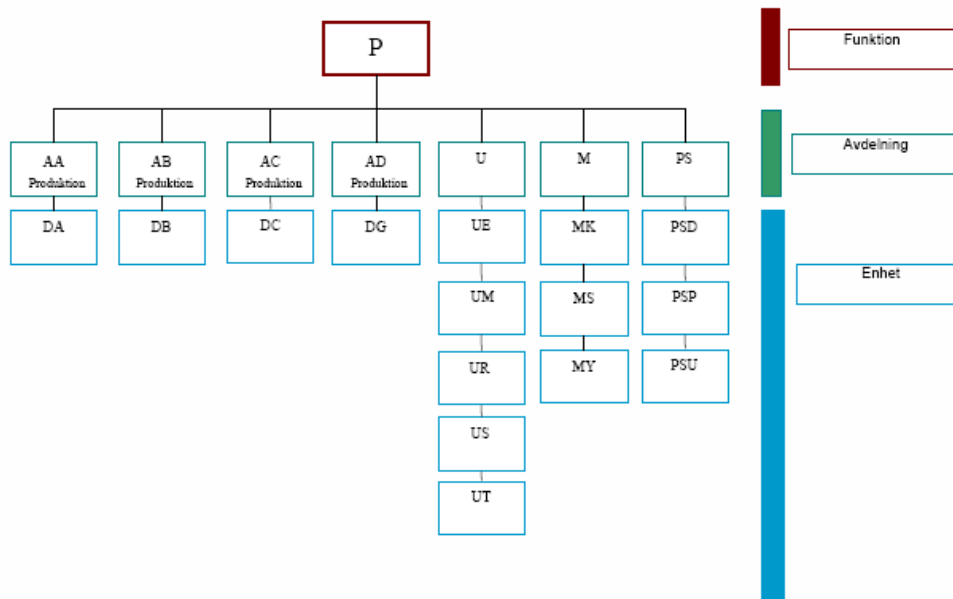 P
Funktion
AA
Produktion
AB
Produktion
AC
Produktion
AD
Produktion
U
M
PS
Avdelning
DA
DB
DC
DG
UE
MK
PSD
Enhet
UM
MS
PSP
UR
MY
PSU
US
UT